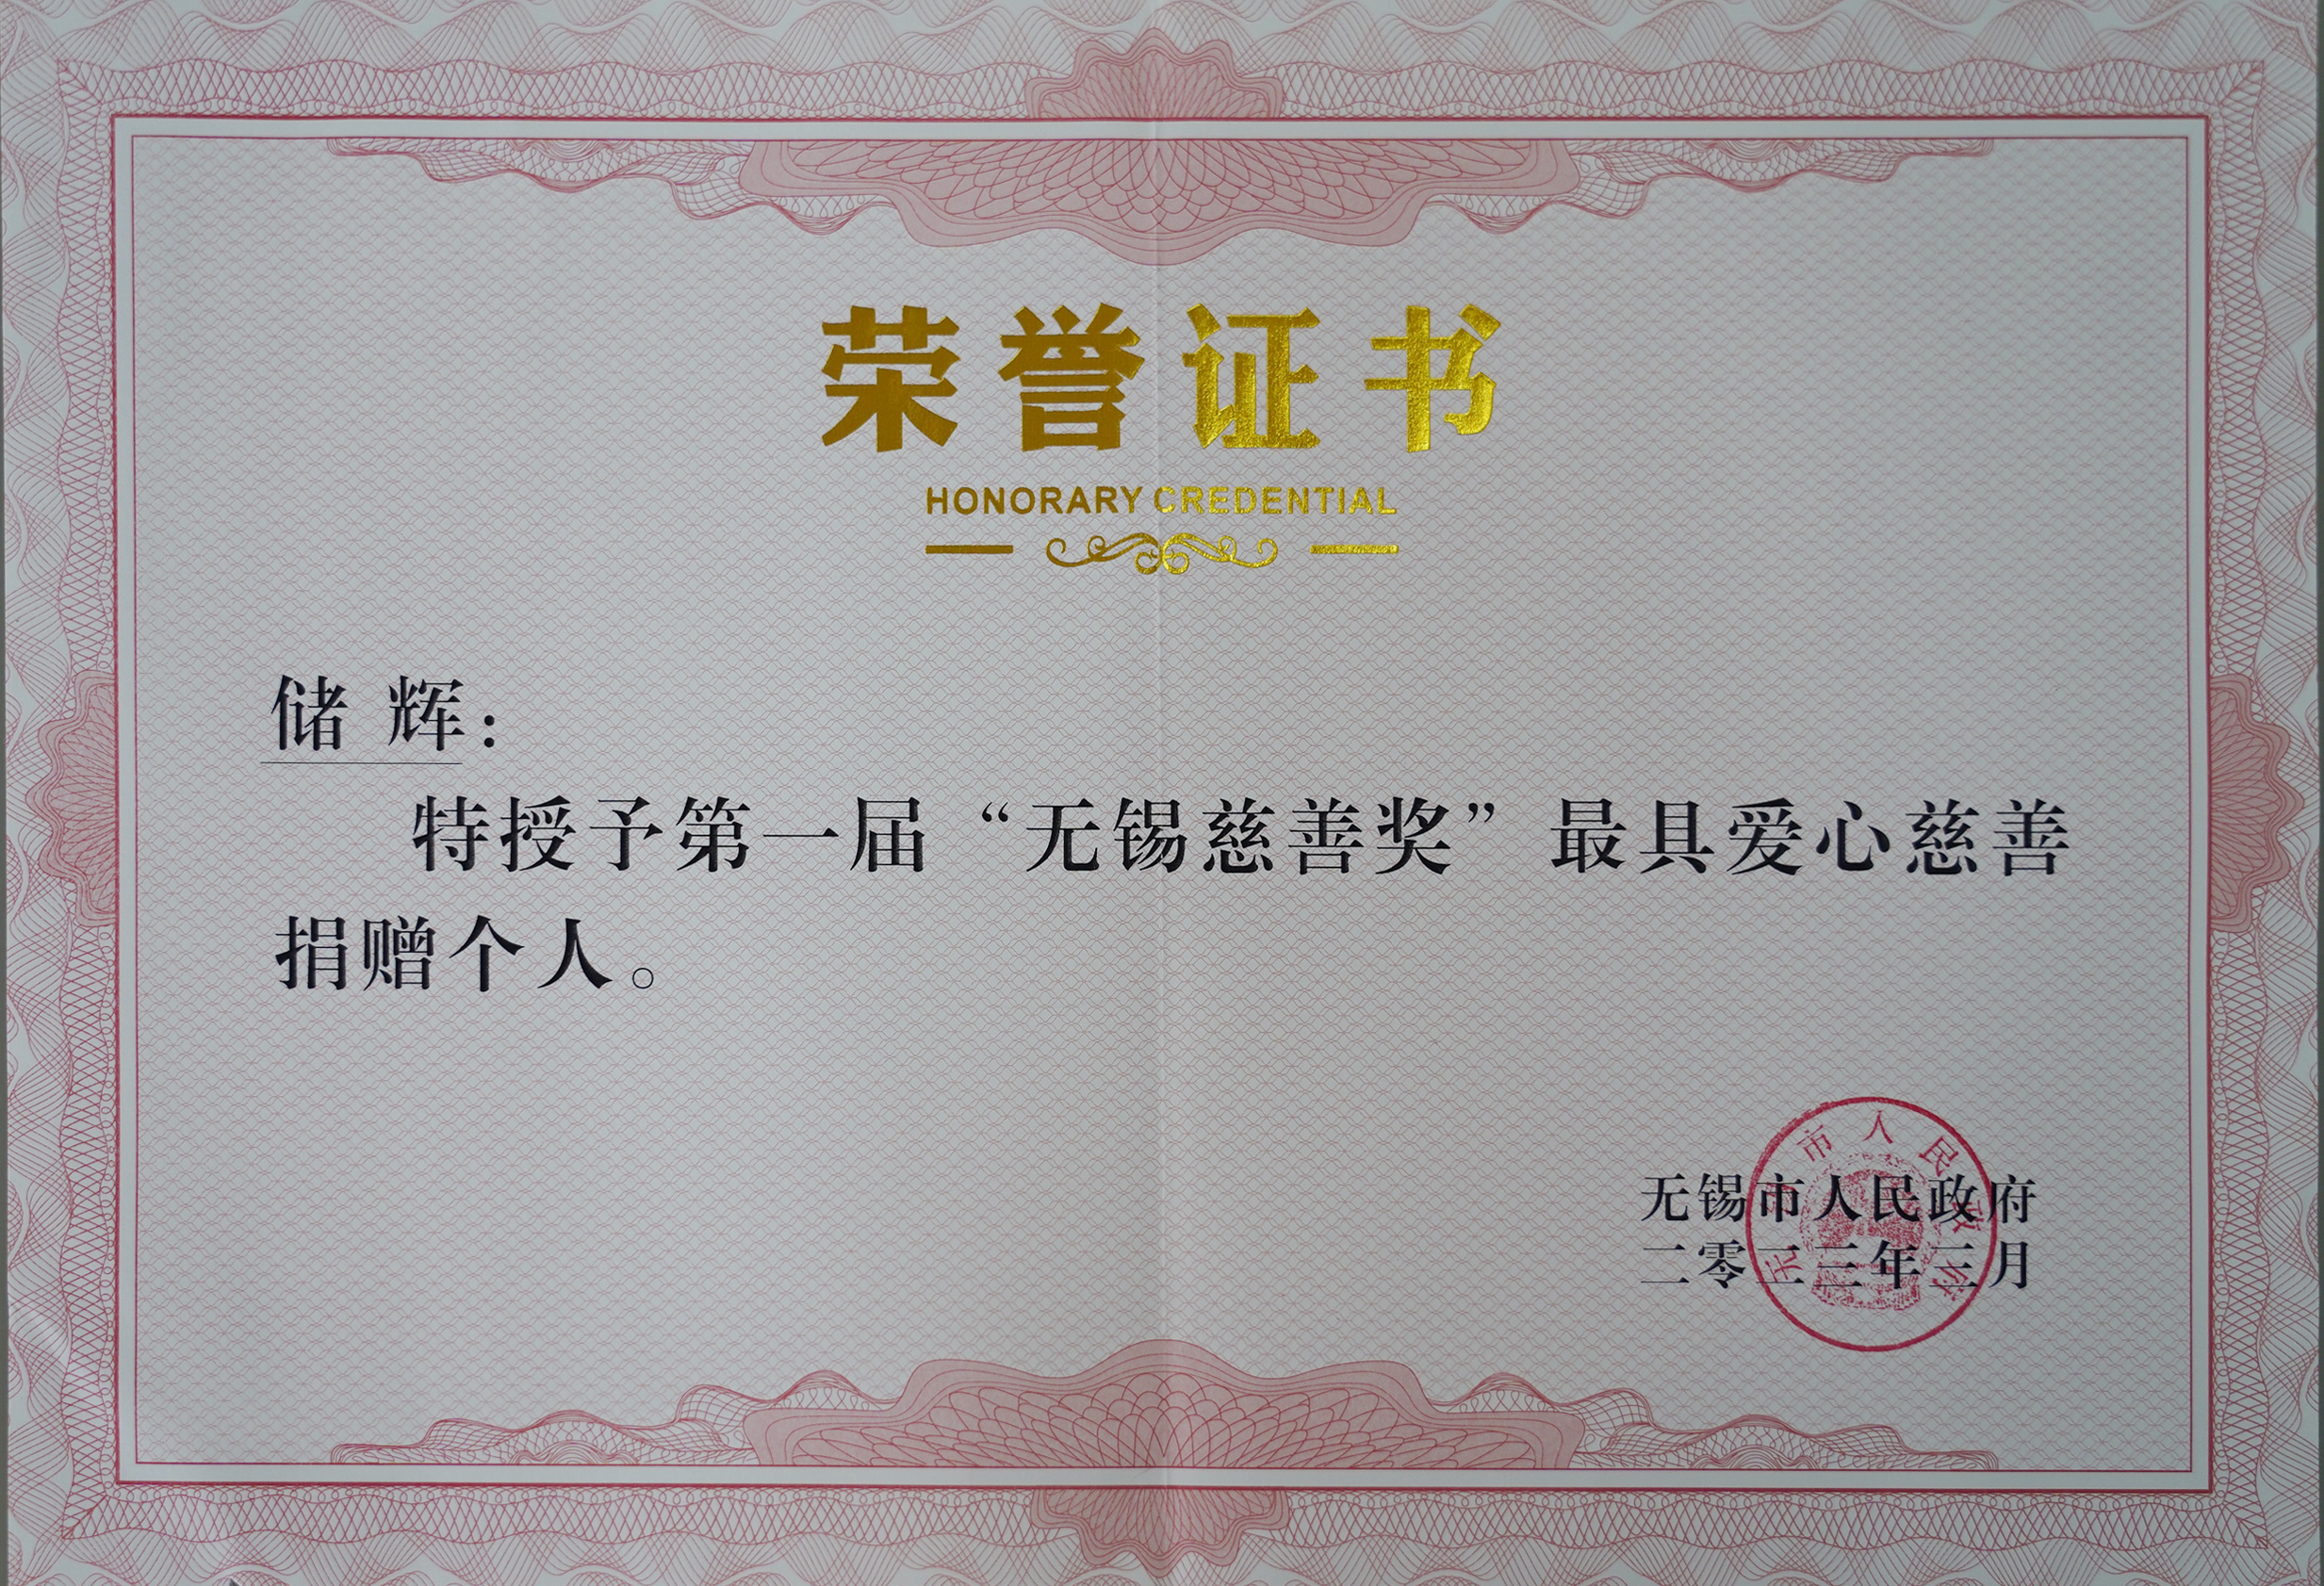 荣誉证书
HONORARY CREDENTIAL
储 辉：
特授予第一届“无锡慈善奖”最具爱心慈善
捐赠个人。
无锡市人民政府
二零二三年三月